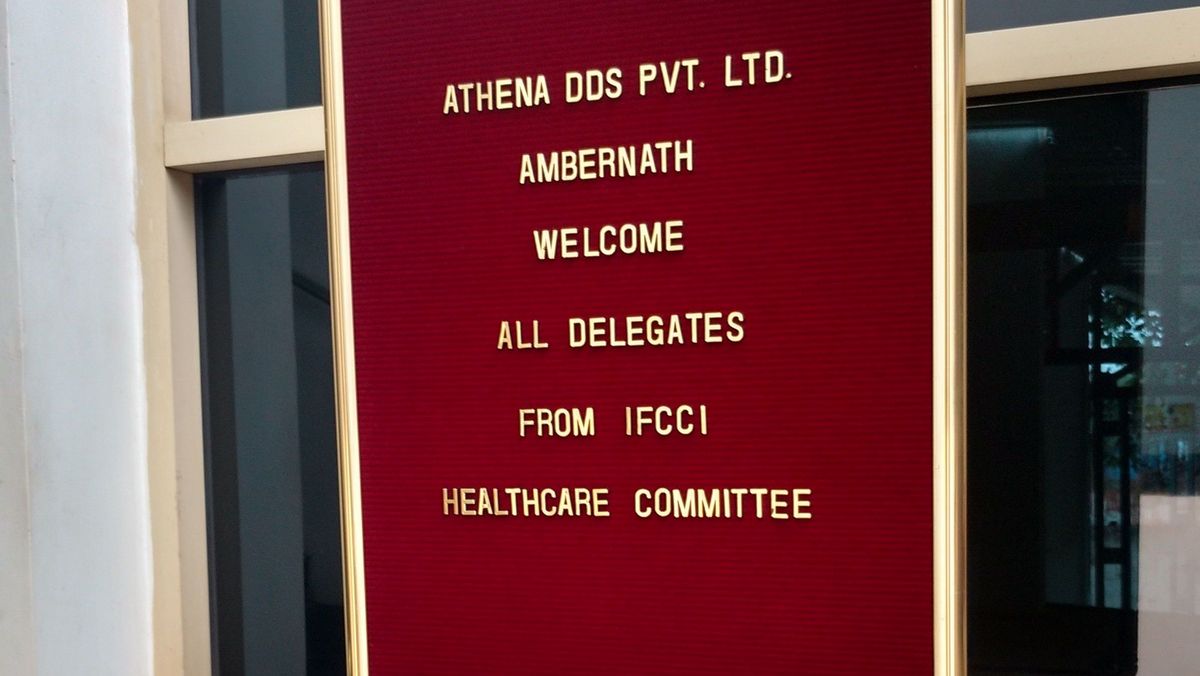 ATHENA DDS PVT. LTD.
AMBERNATH
WELCOME
ALL DELEGATES
FROM IFCCI
HEALTHCARE COMMITTEE